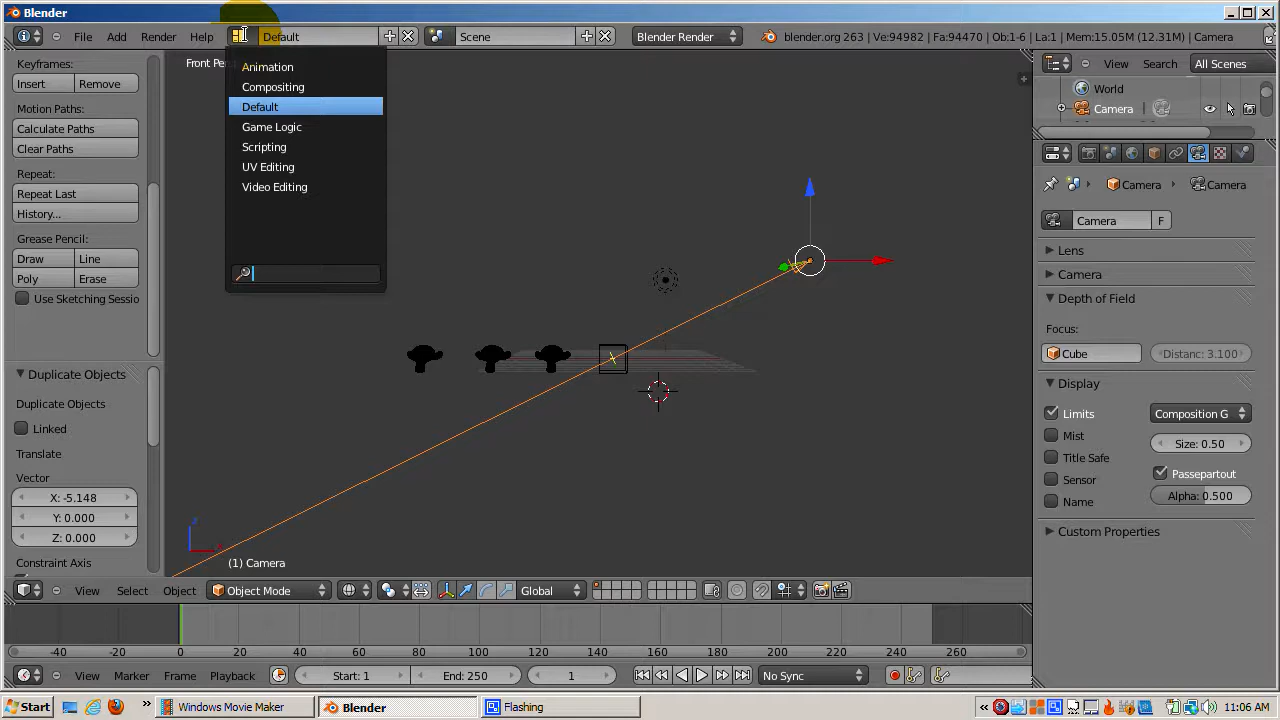 Blender
File Add Render Help Default Scene Blender Render blender.org 263 | Ve:94982 | Fa:94470 | Ob:1-6 | La:1 | Mem:15.05M (12.31M) | Camera
Keyframes:
Insert Remove
Motion Paths:
Calculate Paths
Clear Paths
Repeat:
Repeat Last
History...
Grease Pencil:
Draw Line
Poly Erase
Use Sketching Sessio
Duplicate Objects
Duplicate Objects
Linked
Translate
Vector
X: -5.148
Y: 0.000
Z: 0.000
Constraint Axis
Front Per
Animation
Compositing
Default
Game Logic
Scripting
UV Editing
Video Editing
(1) Camera
View Select Object Object Mode Global
-40 -20 0 20 40 60 80 100 120 140 160 180 200 220 240 260
View Marker Frame Playback Start: 1 End: 250 1 No Sync
View Search All Scenes
World
Camera
Camera Camera
Camera F
Lens
Camera
Depth of Field
Focus:
Cube Distance: 3.100
Display
Limits Composition G
Mist Size: 0.50
Title Safe
Sensor Passepartout
Name Alpha: 0.500
Custom Properties
Start Windows Movie Maker Blender Flashing 11:06 AM